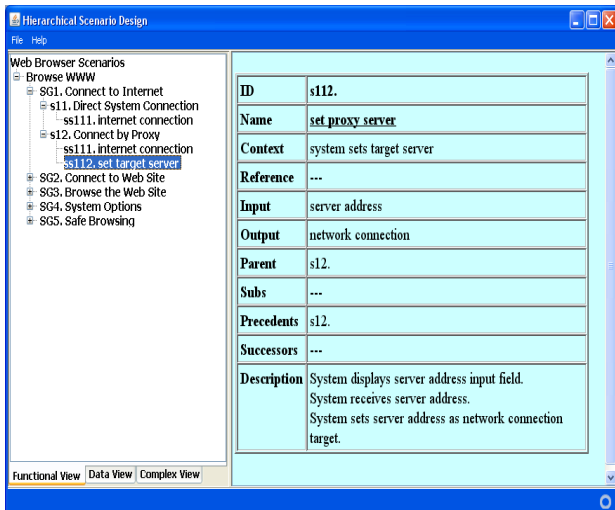 Hierarchical Scenario Design
File Help
Web Browser Scenarios
Browse WWW
SG1. Connect to Internet
s11. Direct System Connection
ss111. internet connection
s12. Connect by Proxy
ss111. internet connection
ss112. set target server
SG2. Connect to Web Site
SG3. Browse the Web Site
SG4. System Options
SG5. Safe Browsing
Functional View Data View Complex View
ID s112.
Name set proxy server
Context system sets target server
Reference ---
Input server address
Output network connection
Parent s12.
Subs ---
Precedents s12.
Successors ---
Description System displays server address input field.
System receives server address.
System sets server address as network connection
target.